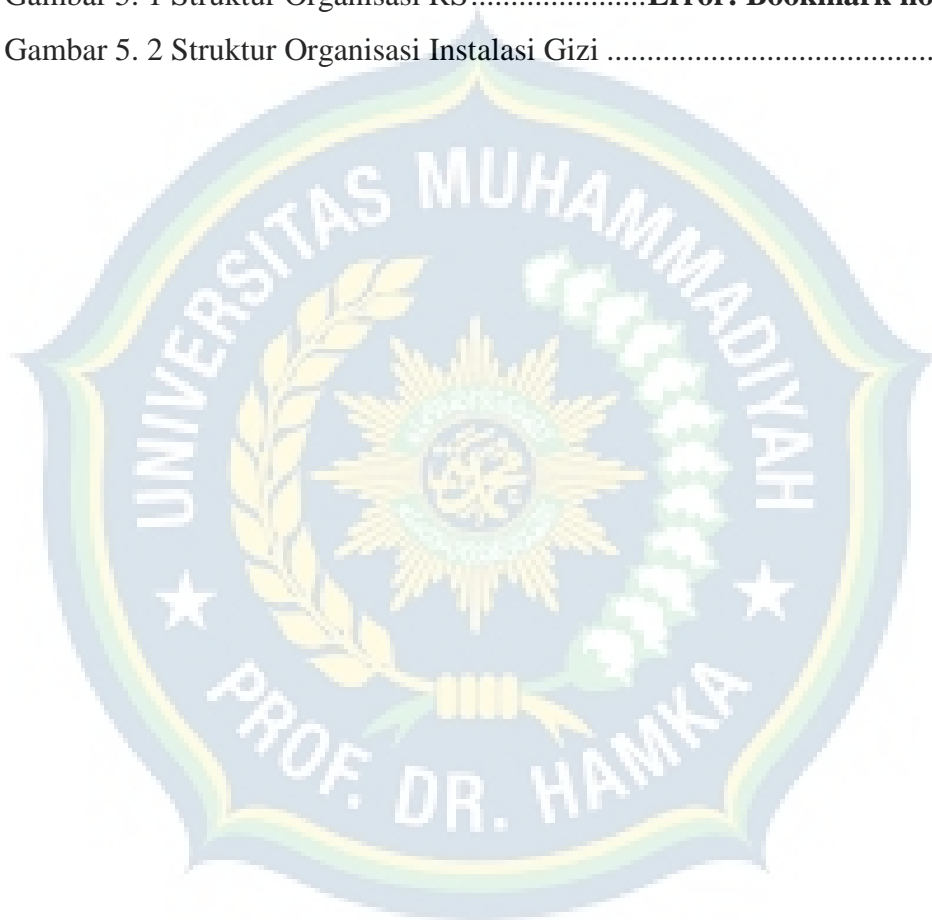 Gambar 5. 1 Struktur Organisasi RS......................Error! Bookmark no
Gambar 5. 2 Struktur Organisasi Instalasi Gizi .........................................
UNIVERSITAS MUHAMMADIYAH
PROF. DR. HAMKA